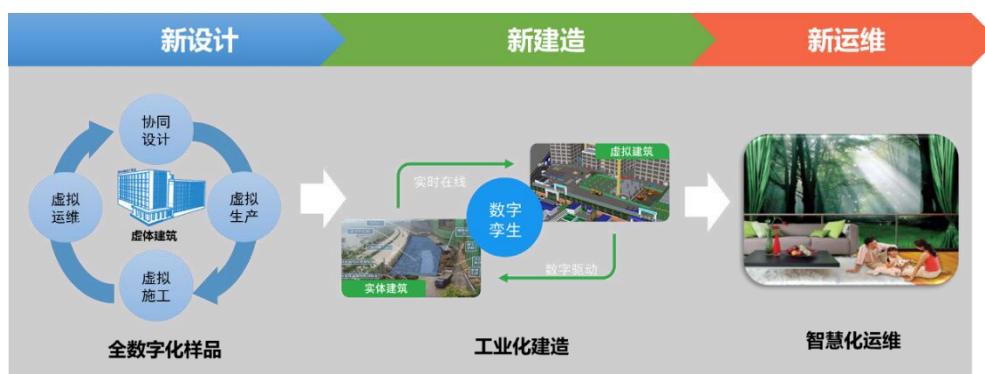 新设计
新建造
新运维
协同
设计
虚拟
运维
虚拟
生产
虚体建筑
虚拟
施工
全数字化样品
实时在线
虚拟建筑
数字
孪生
数字驱动
实体建筑
工业化建造
智慧化运维